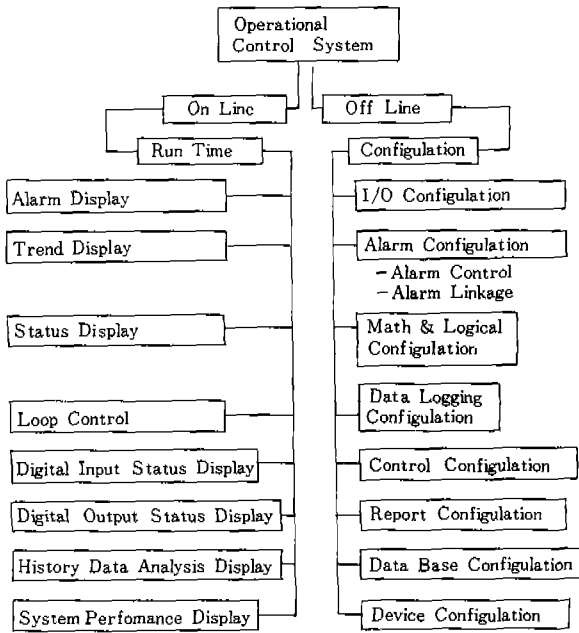 Operational
Control System
On Line
Off Line
Run Time
Configulation
Alarm Display
Trend Display
Status Display
Loop Control
Digital Input Status Display
Digital Output Status Display
History Data Analysis Display
System Perfomance Display
I/O Configulation
Alarm Configulation
-Alarm Control
-Alarm Linkage
Math & Logical
Configulation
Data Logging
Configulation
Control Configulation
Report Configulation
Data Base Configulation
Device Configulation